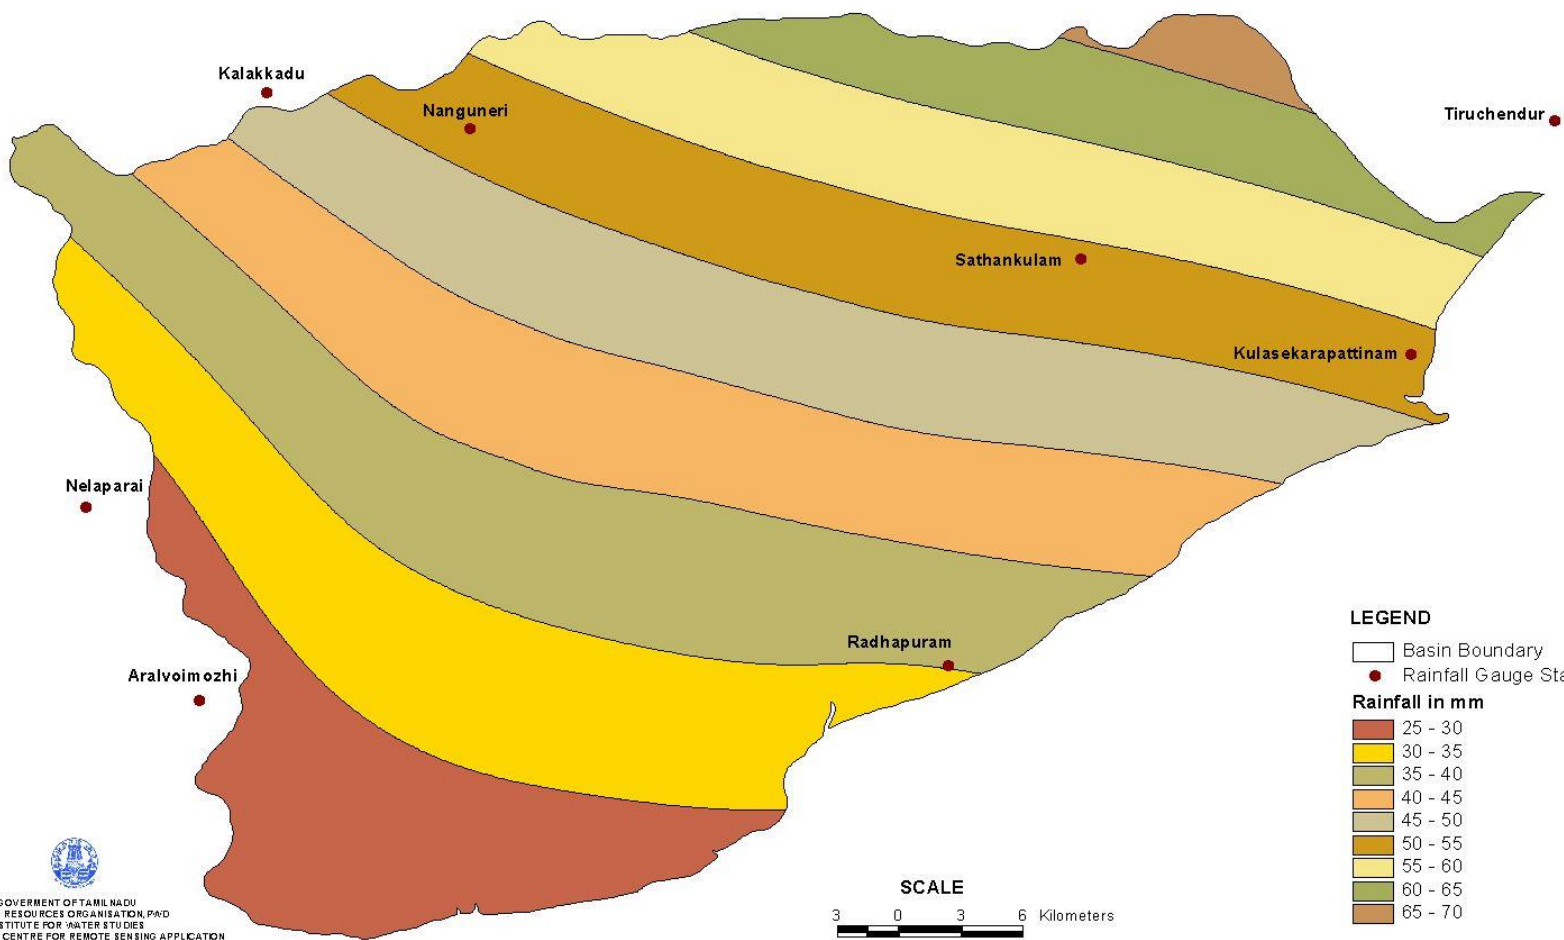 Kalakkadu
Nanguneri
Tiruchendur
Sathankulam
Kulasekarapattinam
Nelaparai
Radhapuram
Aralvoimozhi
LEGEND
Basin Boundary
Rainfall Gauge Sta
Rainfall in mm
25 - 30
30 - 35
35 - 40
40 - 45
45 - 50
50 - 55
55 - 60
60 - 65
65 - 70
SCALE
3 0 3 6 Kilometers
GOVERMENT OF TAMILNADU
RESOURCES ORGANISATION, PWD
STITUTE FOR WATER STUDIES
CENTRE FOR REMOTE SENSING APPLICATION